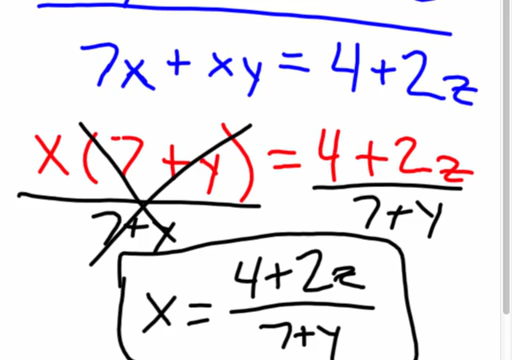 7x + xy = 4 + 2z
x(7 + y) = 4 + 2z
7+y 7+y
x = 4+2z
7+y